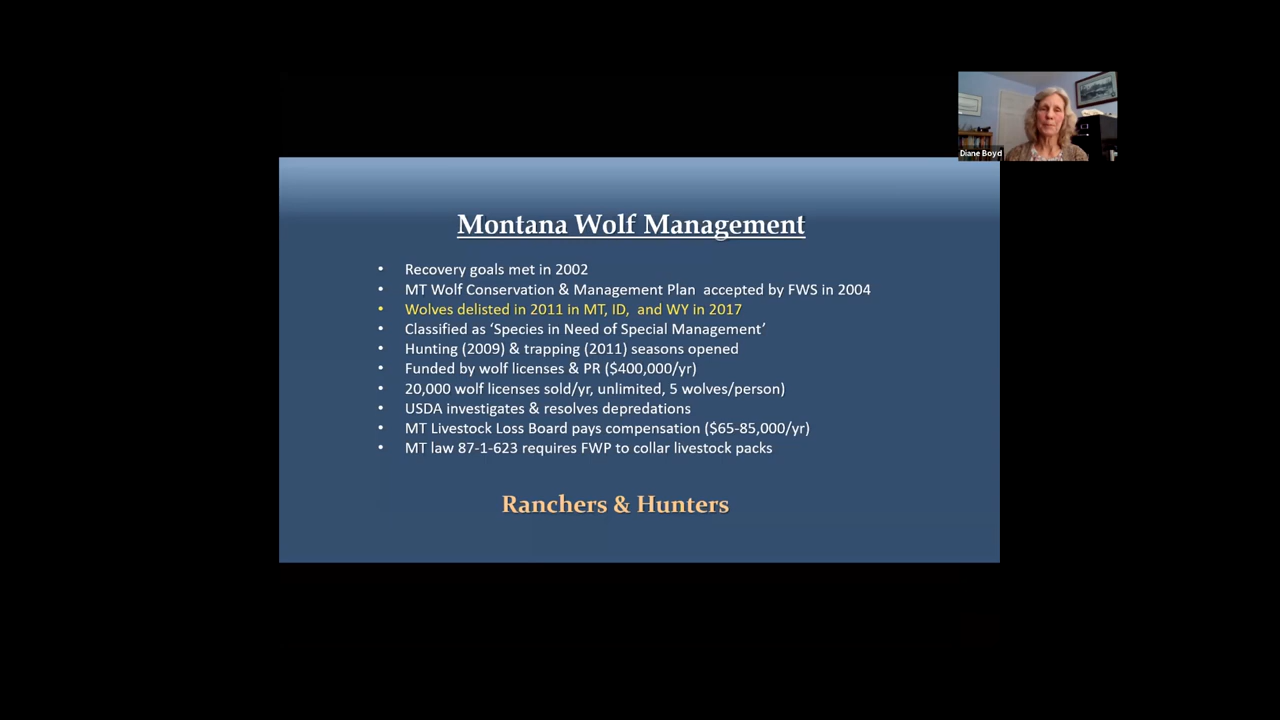 Diane Boyd
Montana Wolf Management
• Recovery goals met in 2002
• MT Wolf Conservation & Management Plan accepted by FWS in 2004
• Wolves delisted in 2011 in MT, ID, and WY in 2017
• Classified as ‘Species in Need of Special Management’
• Hunting (2009) & trapping (2011) seasons opened
• Funded by wolf licenses & PR ($400,000/yr)
• 20,000 wolf licenses sold/yr, unlimited, 5 wolves/person)
• USDA investigates & resolves depredations
• MT Livestock Loss Board pays compensation ($65-85,000/yr)
• MT law 87-1-623 requires FWP to collar livestock packs
Ranchers & Hunters